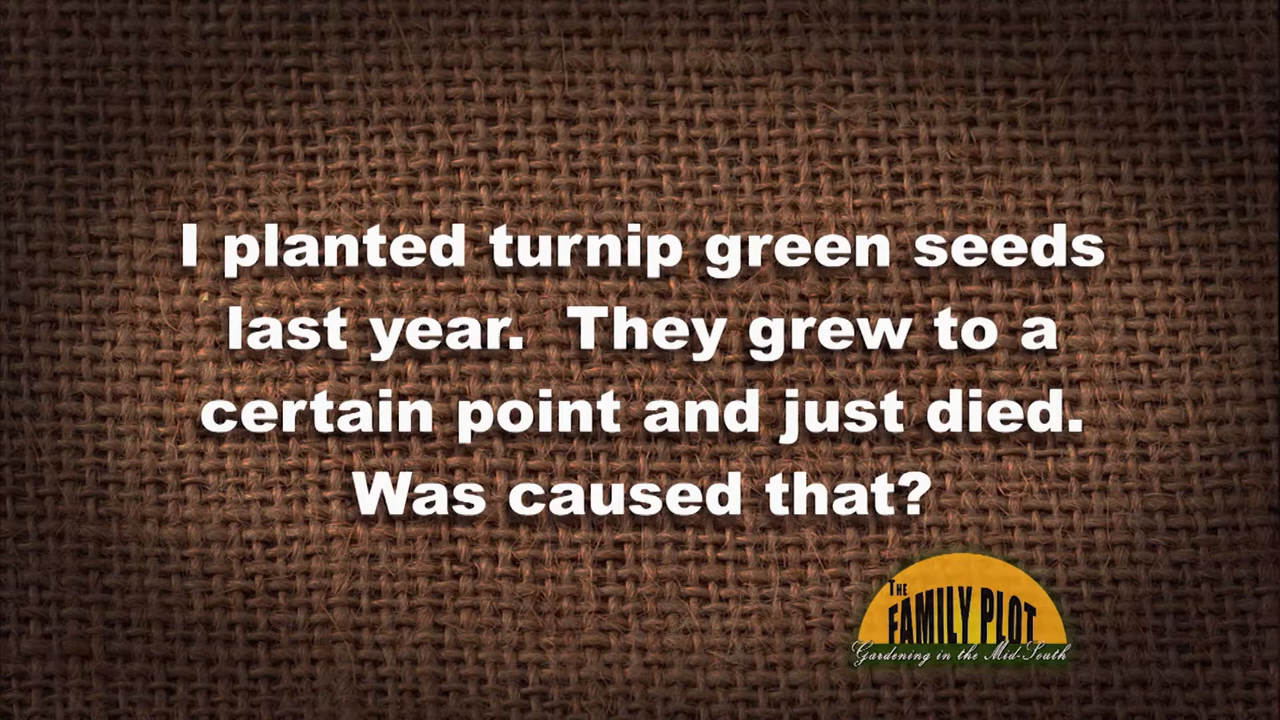 I planted turnip green seeds
last year. They grew to a
certain point and just died.
Was caused that?
THE
FAMILY PLOT
Gardening in the Mid-South